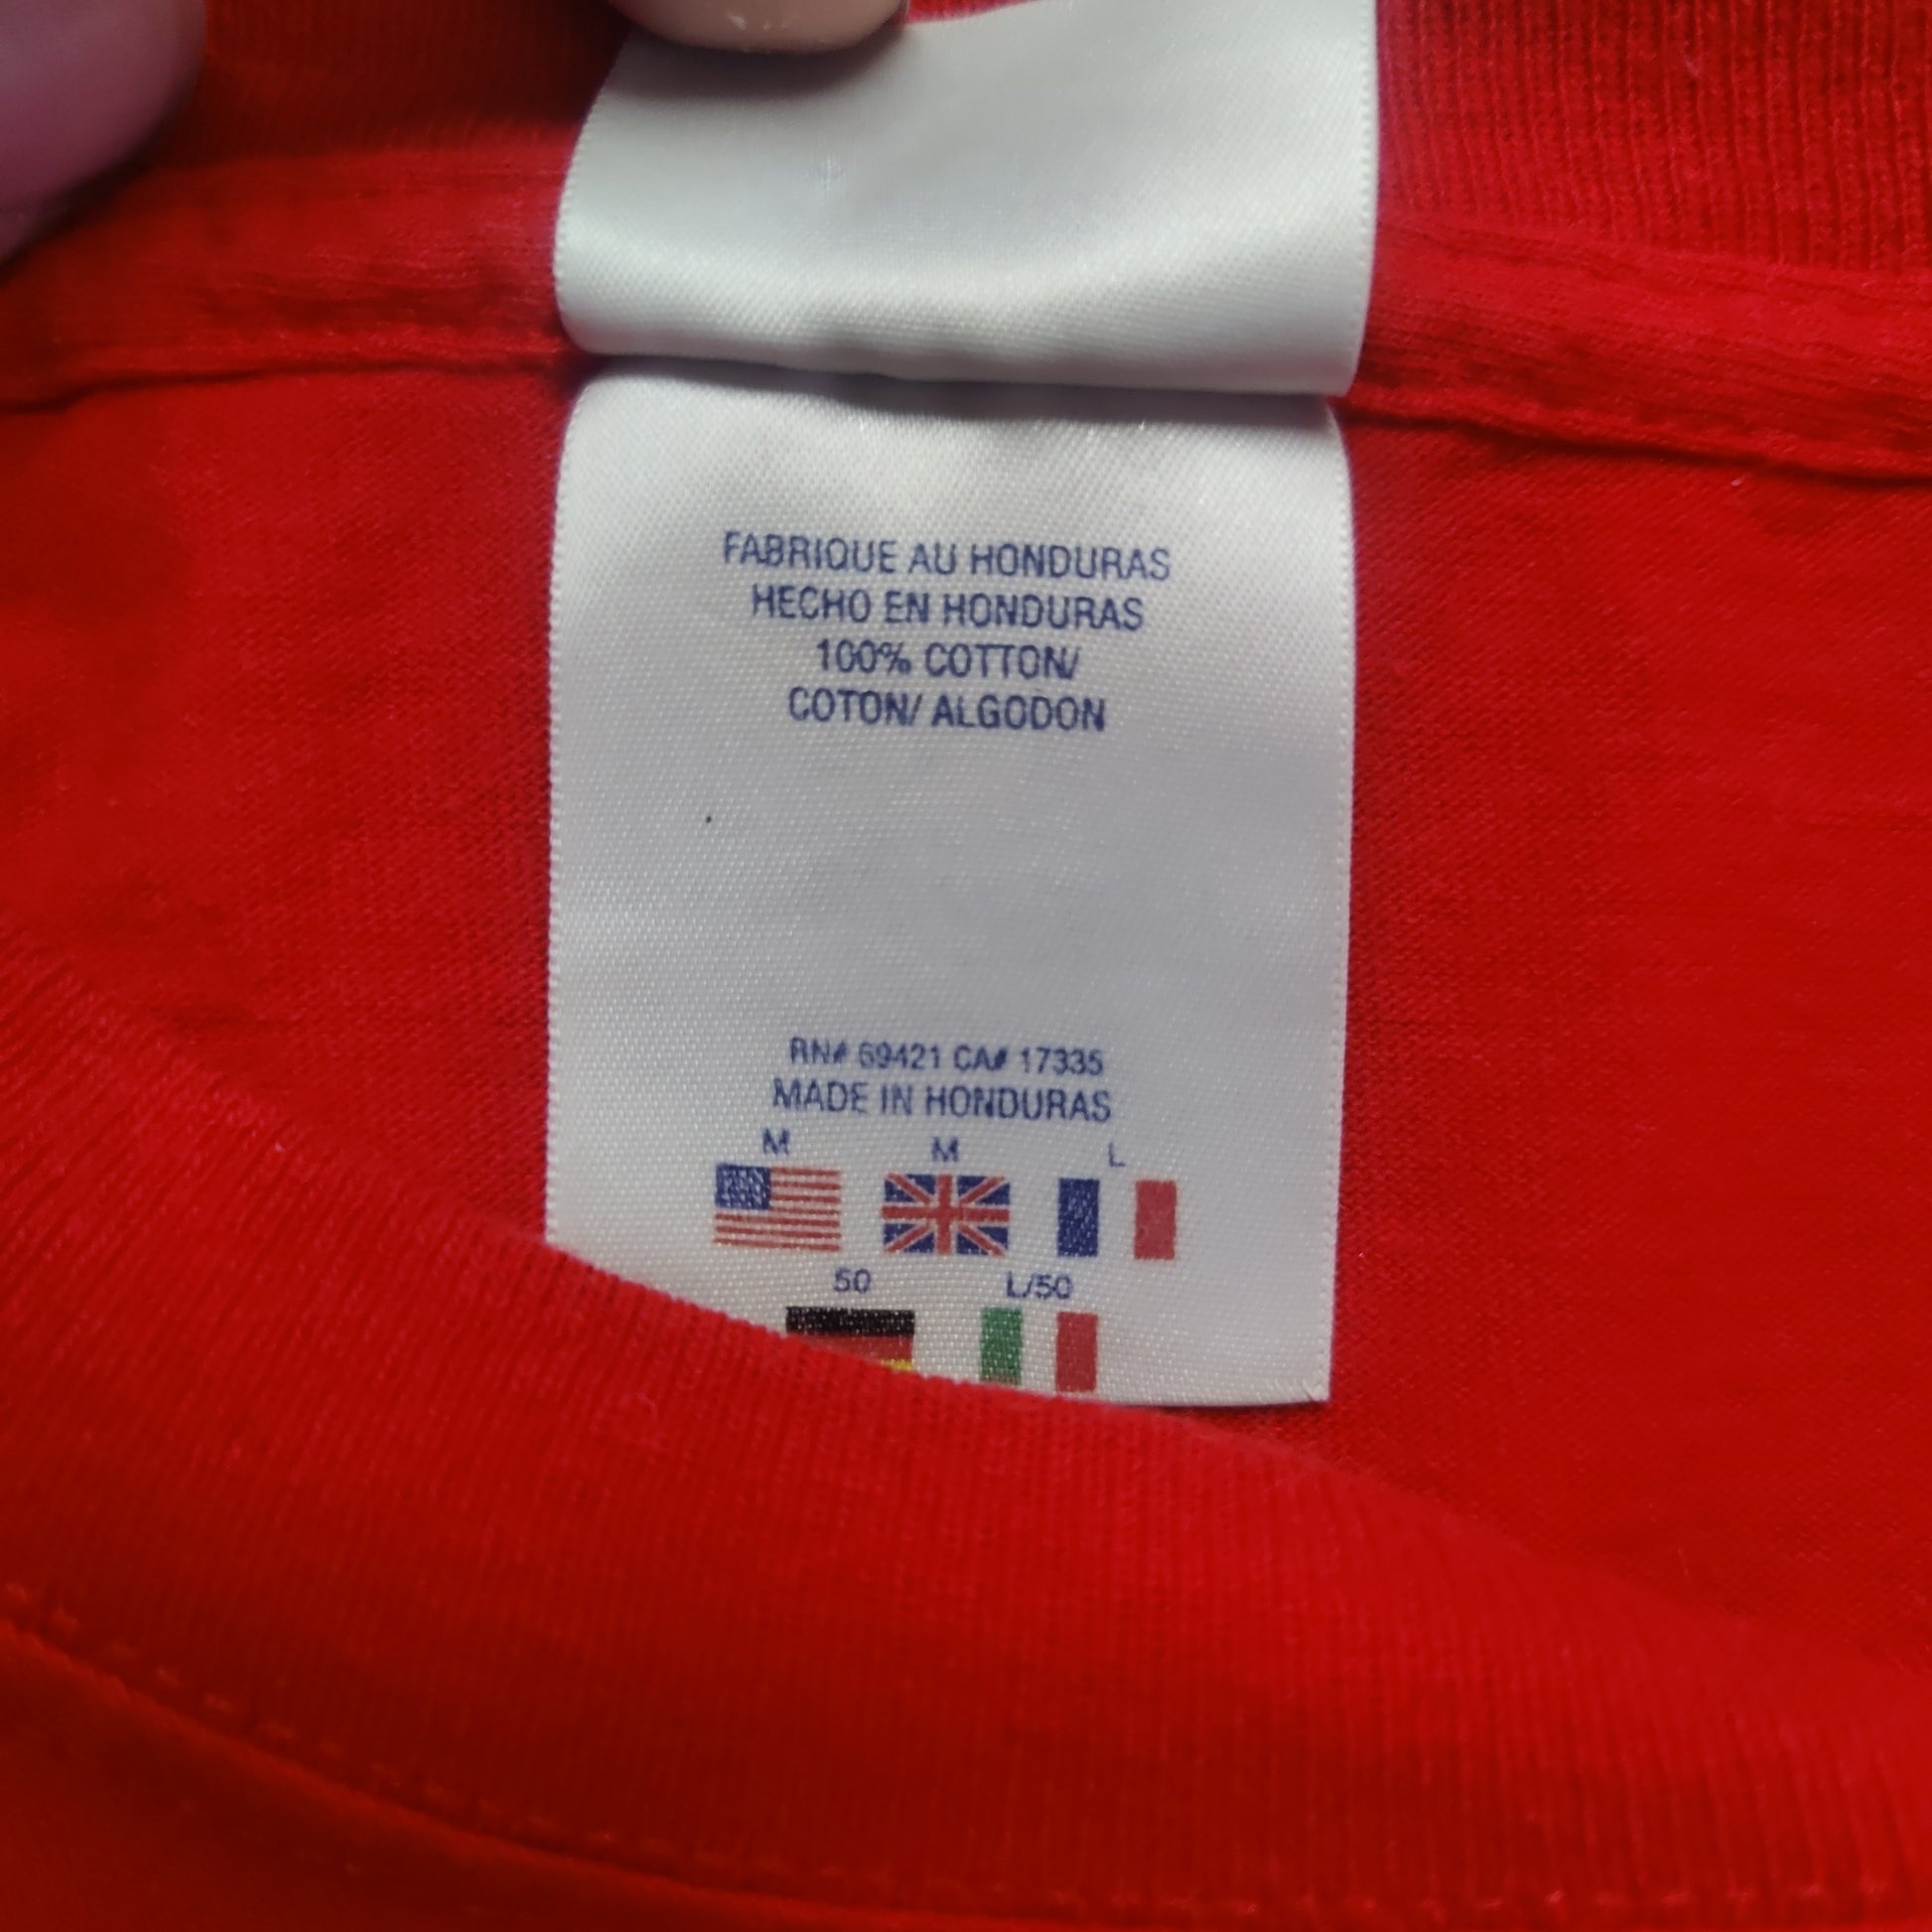 FABRIQUE AU HONDURAS
HECHO EN HONDURAS
100% COTTON/
COTON/ ALGODON
RN# 69421 CA# 17335
MADE IN HONDURAS
M M L
50 L/50